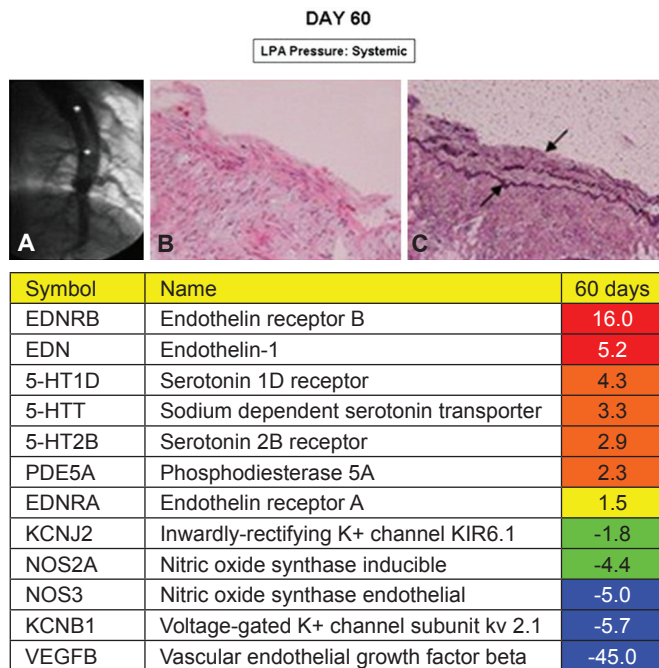 DAY 60
LPA Pressure: Systemic
A
B
C
Symbol Name 60 days
EDNRB Endothelin receptor B 16.0
EDN Endothelin-1 5.2
5-HT1D Serotonin 1D receptor 4.3
5-HTT Sodium dependent serotonin transporter 3.3
5-HT2B Serotonin 2B receptor 2.9
PDE5A Phosphodiesterase 5A 2.3
EDNRA Endothelin receptor A 1.5
KCNJ2 Inwardly-rectifying K+ channel KIR6.1 -1.8
NOS2A Nitric oxide synthase inducible -4.4
NOS3 Nitric oxide synthase endothelial -5.0
KCNB1 Voltage-gated K+ channel subunit kv 2.1 -5.7
VEGFB Vascular endothelial growth factor beta -45.0